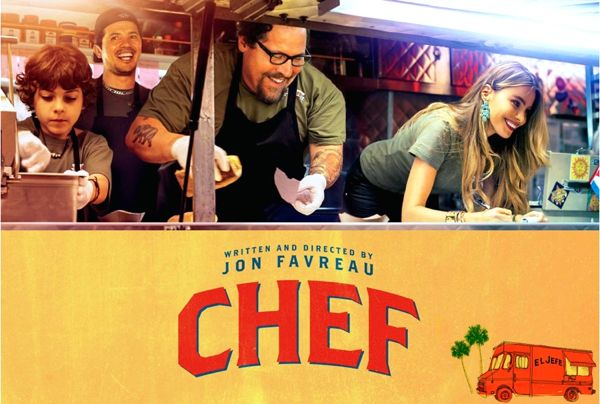 WRITTEN AND DIRECTED BY
JON FAVREAU
CHEF
EL JEFE